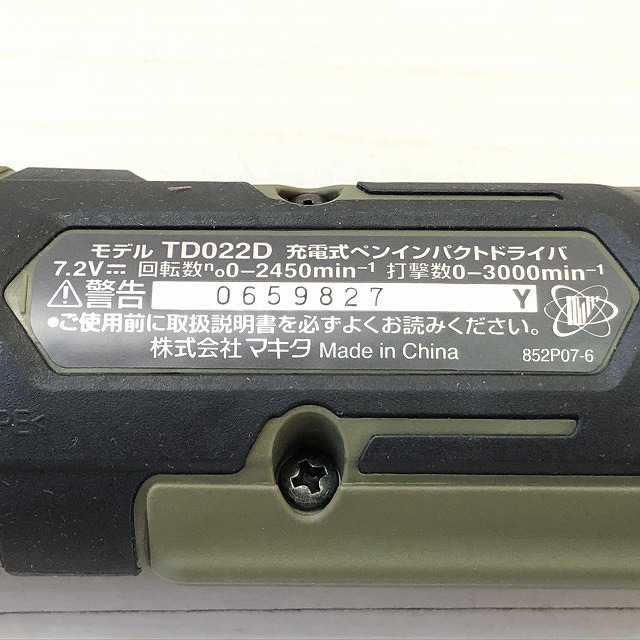 モデル TD022D 充電式ペンインパクトドライバ
7.2V⎓ 回転数n₀0-2450min⁻¹ 打撃数0-3000min⁻¹
⚠警告 0659827 Y
●ご使用前に取扱説明書を必ずよくお読みください。
株式会社マキタ Made in China 852P07-6